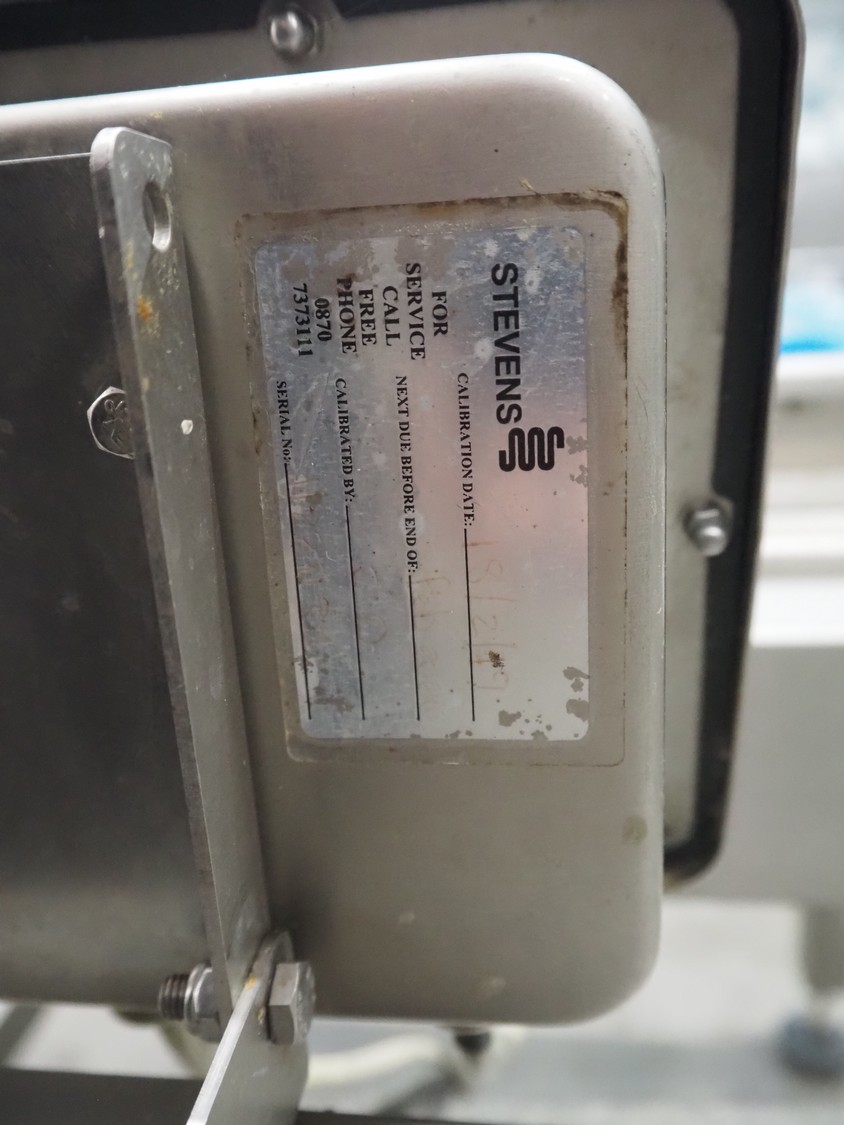 STEVENS
FOR
SERVICE
CALL
FREE
PHONE
0870
7373111
CALIBRATION DATE:
NEXT DUE BEFORE END OF:
CALIBRATED BY:
SERIAL No: